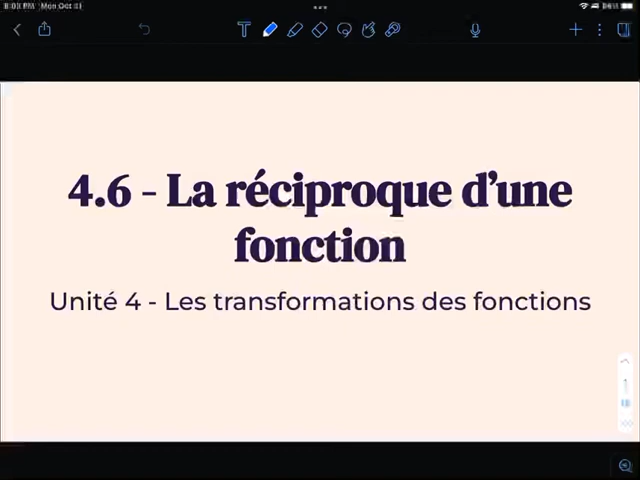 4.6 - La réciproque d'une
fonction
Unité 4 - Les transformations des fonctions